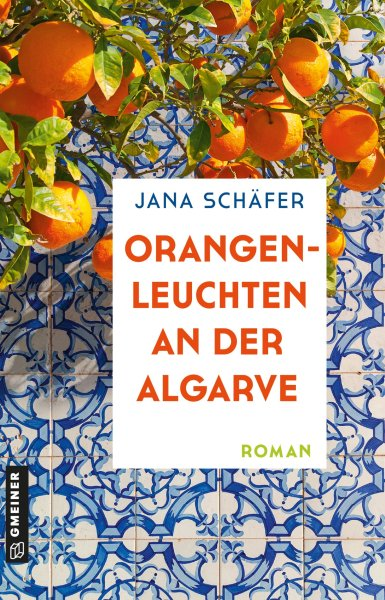 JANA SCHÄFER
ORANGEN-
LEUCHTEN
AN DER
ALGARVE
ROMAN
GMEINER